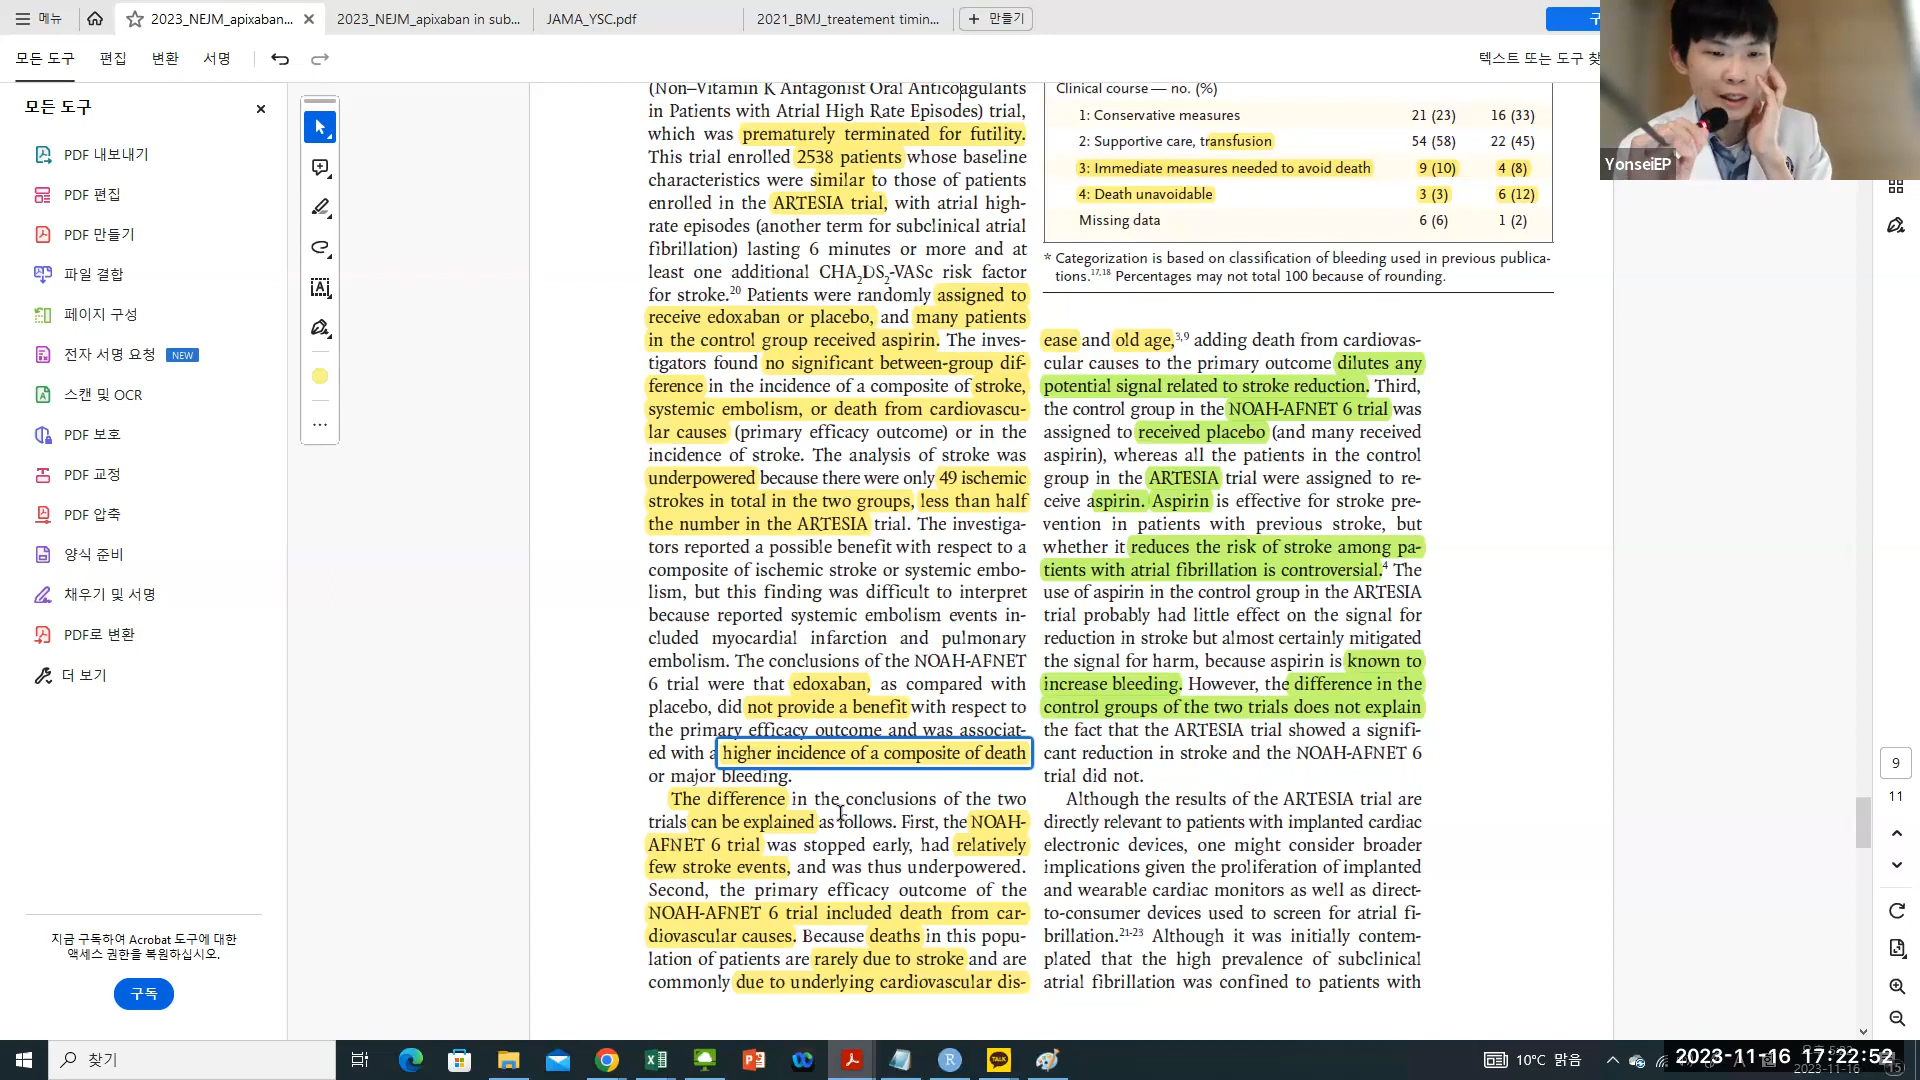 메뉴
2023_NEJM_apixaban...
2023_NEJM_apixaban in sub...
JAMA_YSC.pdf
2021_BMJ_treatement timin...
만들기
모든 도구
편집
변환
서명
텍스트 또는 도구 찾
모든 도구
PDF 내보내기
PDF 편집
PDF 만들기
파일 결합
페이지 구성
전자 서명 요청 NEW
스캔 및 OCR
PDF 보호
PDF 교정
PDF 압축
양식 준비
채우기 및 서명
PDF로 변환
더 보기
지금 구독하여 Acrobat 도구에 대한
액세스 권한을 복원하십시오.
구독
(Non–Vitamin K Antagonist Oral Anticoagulants
in Patients with Atrial High Rate Episodes) trial,
which was prematurely terminated for futility.
This trial enrolled 2538 patients whose baseline
characteristics were similar to those of patients
enrolled in the ARTESIA trial, with atrial high-
rate episodes (another term for subclinical atrial
fibrillation) lasting 6 minutes or more and at
least one additional CHA2DS2-VASc risk factor
for stroke.20 Patients were randomly assigned to
receive edoxaban or placebo, and many patients
in the control group received aspirin. The inves-
tigators found no significant between-group dif-
ference in the incidence of a composite of stroke,
systemic embolism, or death from cardiovascu-
lar causes (primary efficacy outcome) or in the
incidence of stroke. The analysis of stroke was
underpowered because there were only 49 ischemic
strokes in total in the two groups, less than half
the number in the ARTESIA trial. The investiga-
tors reported a possible benefit with respect to a
composite of ischemic stroke or systemic embo-
lism, but this finding was difficult to interpret
because reported systemic embolism events in-
cluded myocardial infarction and pulmonary
embolism. The conclusions of the NOAH-AFNET
6 trial were that edoxaban, as compared with
placebo, did not provide a benefit with respect to
the primary efficacy outcome and was associat-
ed with a higher incidence of a composite of death
or major bleeding.
The difference in the conclusions of the two
trials can be explained as follows. First, the NOAH-
AFNET 6 trial was stopped early, had relatively
few stroke events, and was thus underpowered.
Second, the primary efficacy outcome of the
NOAH-AFNET 6 trial included death from car-
diovascular causes. Because deaths in this popu-
lation of patients are rarely due to stroke and are
commonly due to underlying cardiovascular dis-
Clinical course — no. (%)
1: Conservative measures 21 (23) 16 (33)
2: Supportive care, transfusion 54 (58) 22 (45)
3: Immediate measures needed to avoid death 9 (10) 4 (8)
4: Death unavoidable 3 (3) 6 (12)
Missing data 6 (6) 1 (2)
* Categorization is based on classification of bleeding used in previous publica-
tions.17,18 Percentages may not total 100 because of rounding.
ease and old age,3,9 adding death from cardiovas-
cular causes to the primary outcome dilutes any
potential signal related to stroke reduction. Third,
the control group in the NOAH-AFNET 6 trial was
assigned to received placebo (and many received
aspirin), whereas all the patients in the control
group in the ARTESIA trial were assigned to re-
ceive aspirin. Aspirin is effective for stroke pre-
vention in patients with previous stroke, but
whether it reduces the risk of stroke among pa-
tients with atrial fibrillation is controversial.4 The
use of aspirin in the control group in the ARTESIA
trial probably had little effect on the signal for
reduction in stroke but almost certainly mitigated
the signal for harm, because aspirin is known to
increase bleeding. However, the difference in the
control groups of the two trials does not explain
the fact that the ARTESIA trial showed a signifi-
cant reduction in stroke and the NOAH-AFNET 6
trial did not.
Although the results of the ARTESIA trial are
directly relevant to patients with implanted cardiac
electronic devices, one might consider broader
implications given the proliferation of implanted
and wearable cardiac monitors as well as direct-
to-consumer devices used to screen for atrial fi-
brillation.21-23 Although it was initially contem-
plated that the high prevalence of subclinical
atrial fibrillation was confined to patients with
YonseiEP
9
11
찾기
10°C 맑음
2023-11-16 17:22:52
2023-11-16